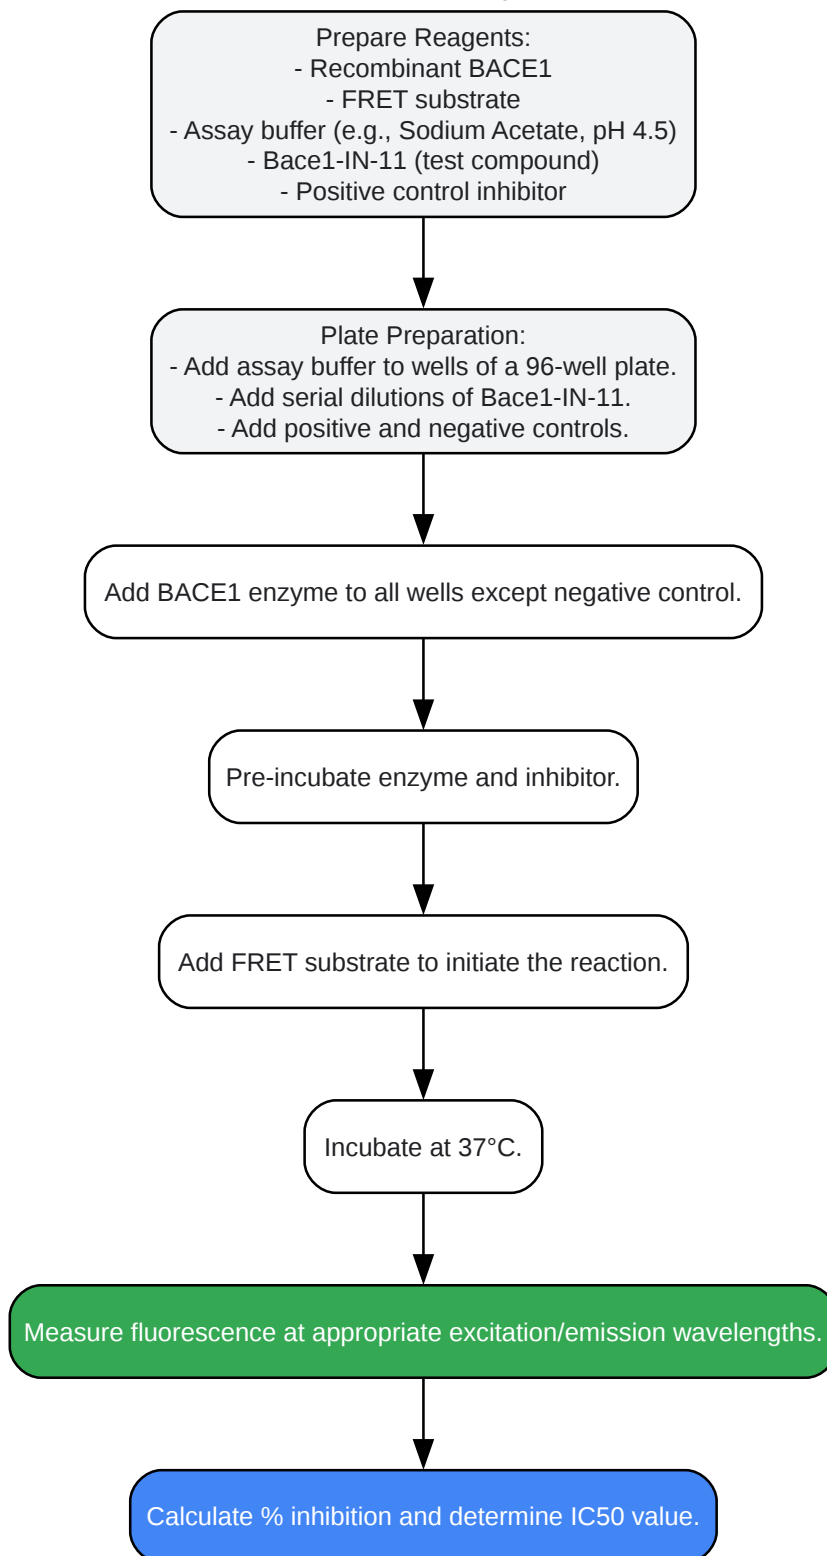 Prepare Reagents:
- Recombinant BACE1
- FRET substrate
- Assay buffer (e.g., Sodium Acetate, pH 4.5)
- Bace1-IN-11 (test compound)
- Positive control inhibitor
Plate Preparation:
- Add assay buffer to wells of a 96-well plate.
- Add serial dilutions of Bace1-IN-11.
- Add positive and negative controls.
Add BACE1 enzyme to all wells except negative control.
Pre-incubate enzyme and inhibitor.
Add FRET substrate to initiate the reaction.
Incubate at 37°C.
Measure fluorescence at appropriate excitation/emission wavelengths.
Calculate % inhibition and determine IC50 value.